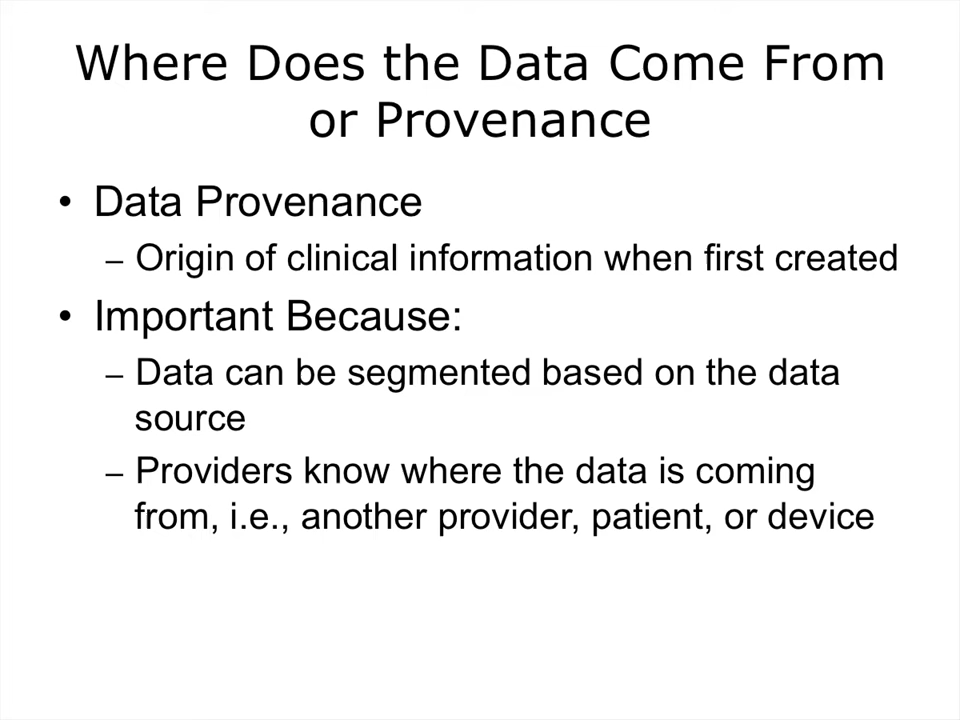 Where Does the Data Come From
or Provenance
• Data Provenance
– Origin of clinical information when first created
• Important Because:
– Data can be segmented based on the data
source
– Providers know where the data is coming
from, i.e., another provider, patient, or device